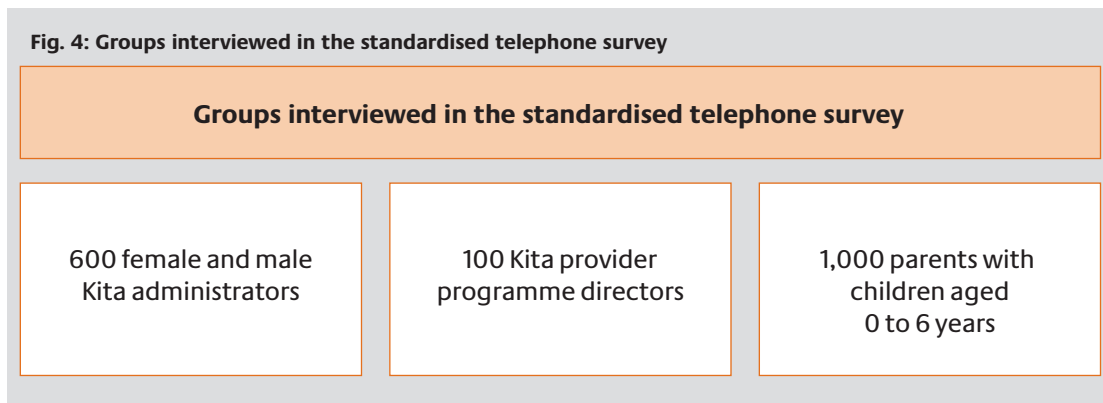 Fig. 4: Groups interviewed in the standardised telephone survey
Groups interviewed in the standardised telephone survey
600 female and male
Kita administrators
100 Kita provider
programme directors
1,000 parents with
children aged
0 to 6 years